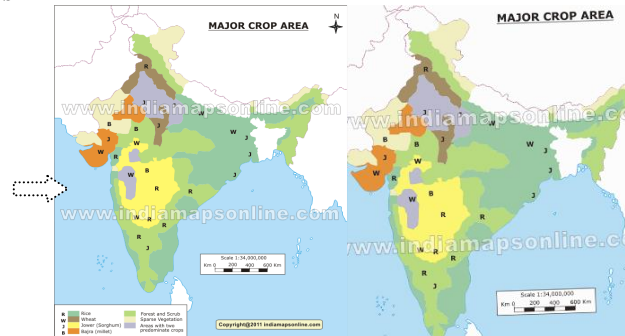 MAJOR CROP AREA
N
R
J
W
B
J
B
W
J
W
W
R
J
W
B
R
J
R
W
R
R
R
J
www.indiamapsonline.com
www.indiamapsonline.com
Scale 1:34,000,000
Km 0 200 400 600 Km
R Rice
W Wheat
J Jower (Sorghum)
B Bajra (millet)
Forest and Scrub
Sparse Vegetation
Areas with two
predominate crops
Copyright@2011 indiamapsonline.com
MAJOR CROP AREA
R
J
W
B
J
B
W
J
W
W
R
J
W
B
R
J
R
W
R
R
R
J
www.indiamapsonline.co
www.indiamapsonline.c
Scale 1:34,000,000
Km 0 200 400 600 Km